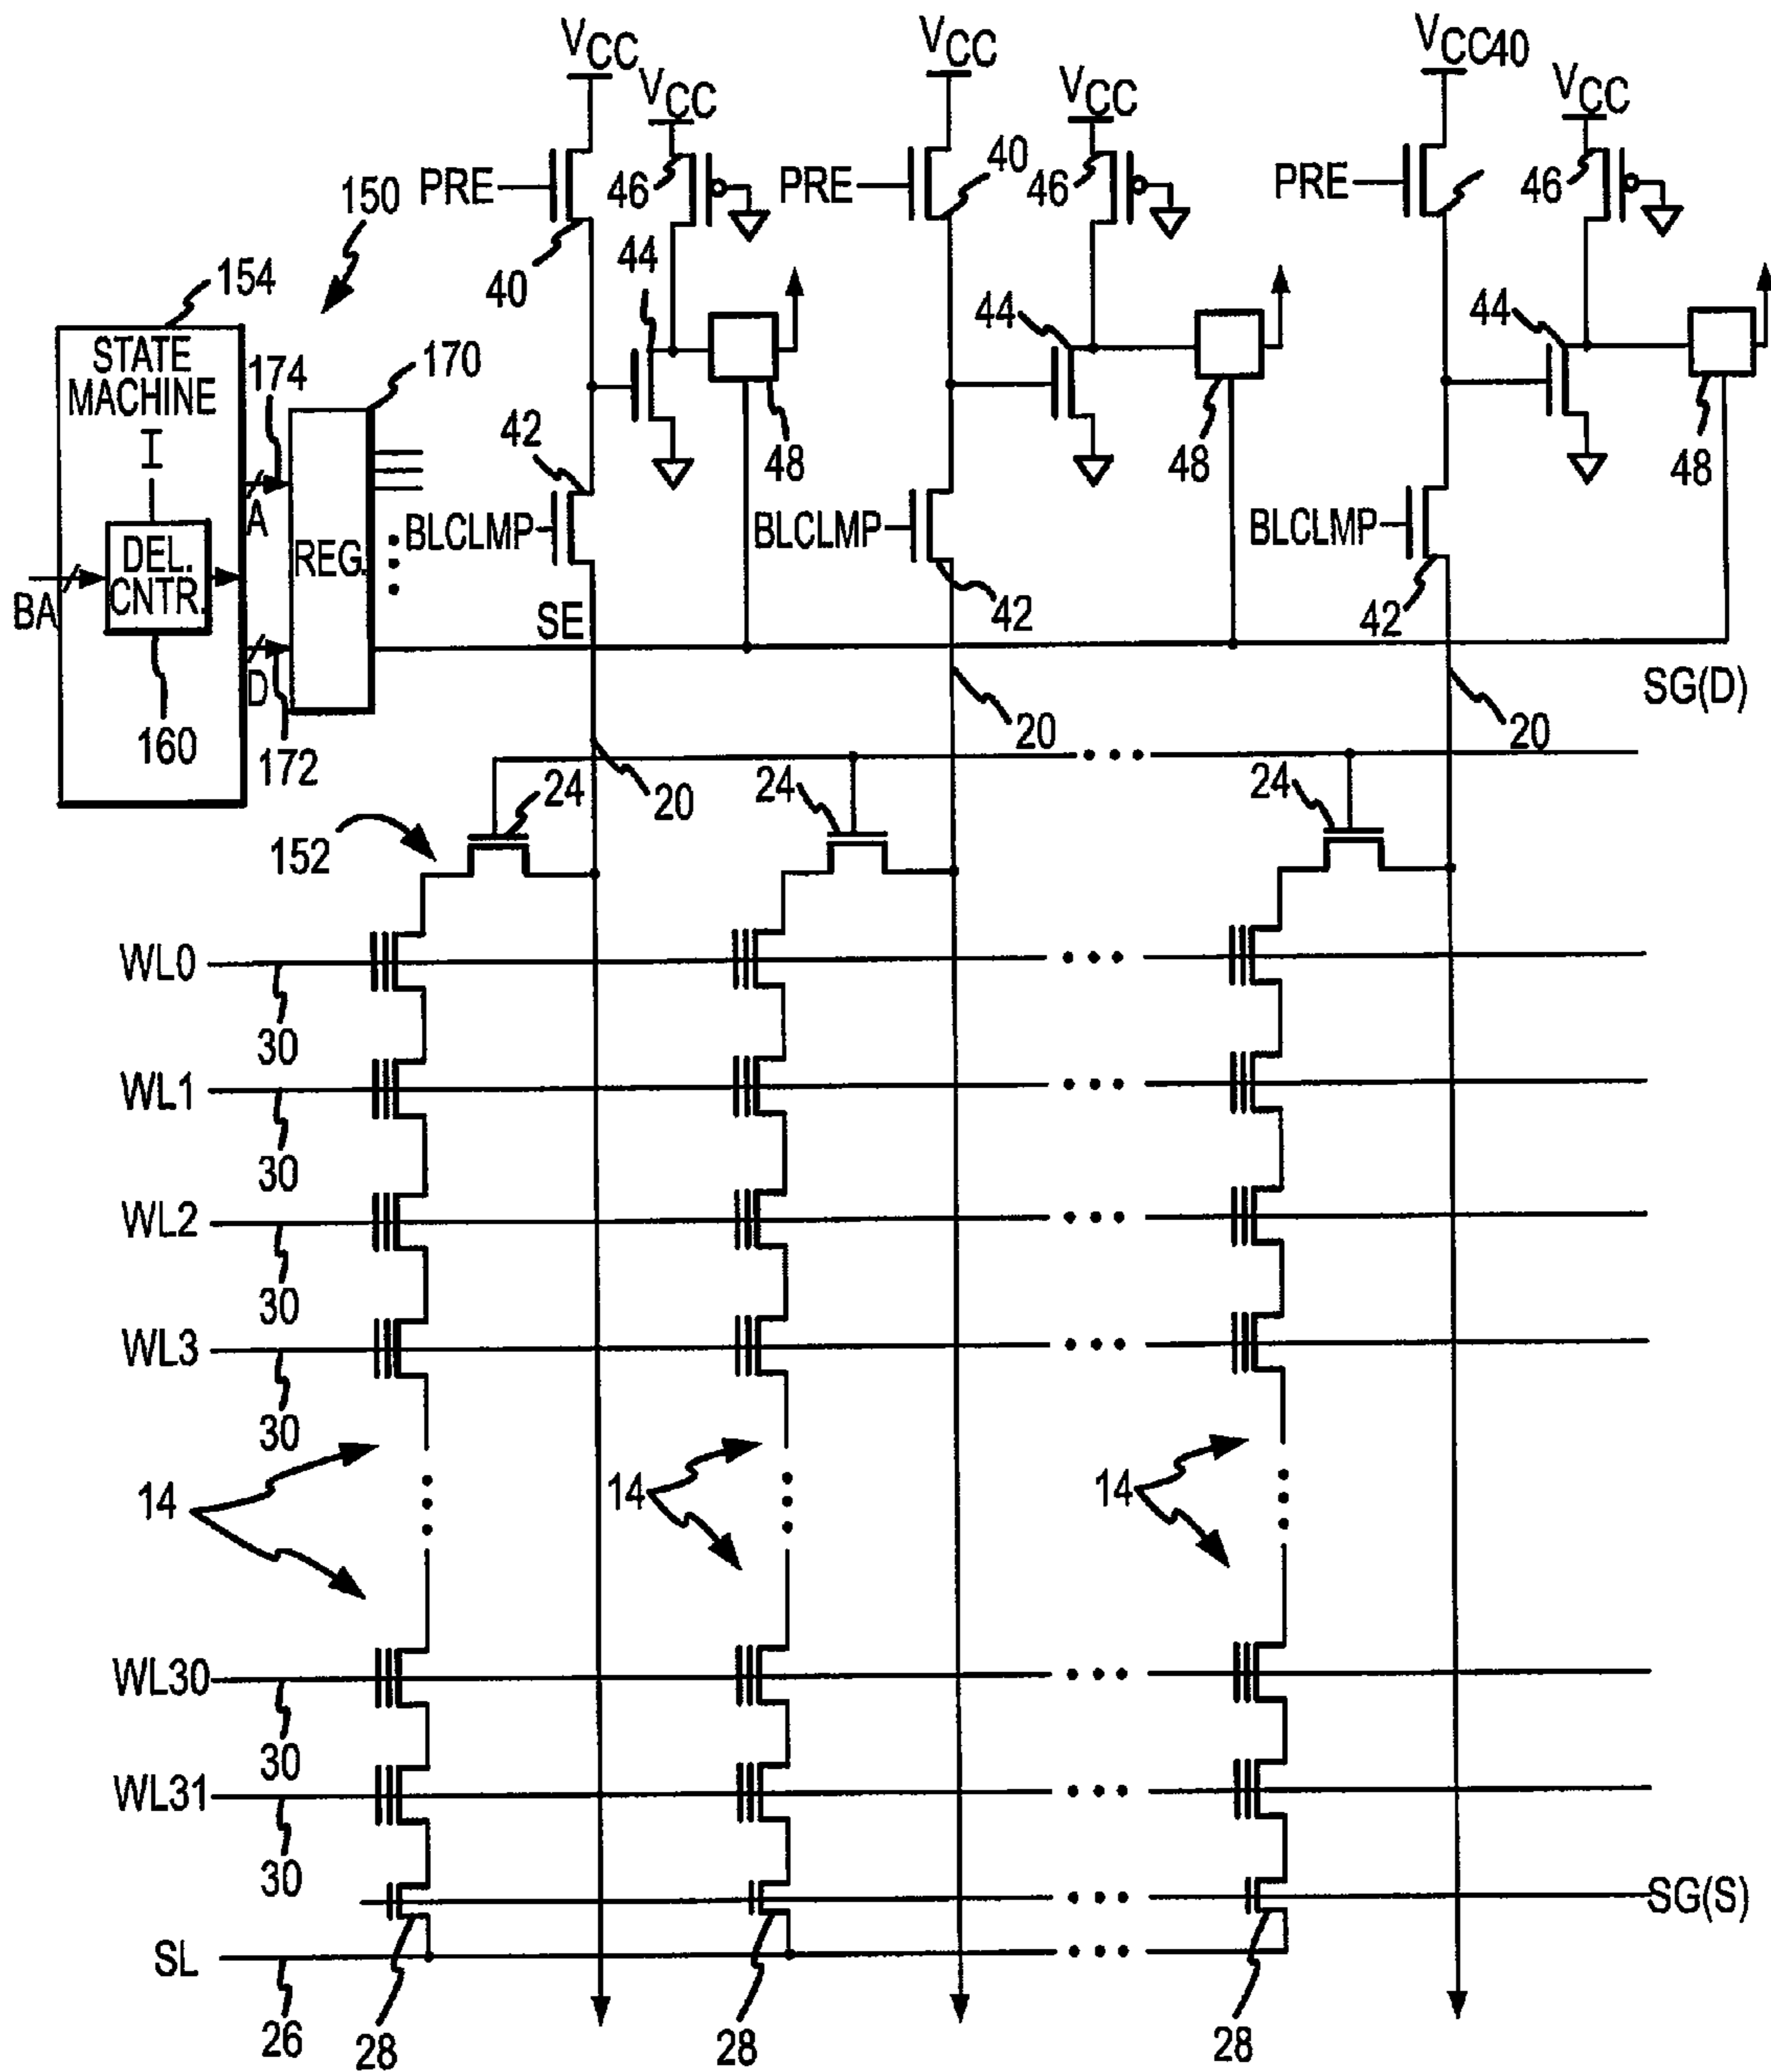 VCC VCC VCC40
VCC VCC VCC
PRE 46 PRE 40 46 PRE 46
150
154 40 44 44 44
STATE MACHINE
I
174 170
A
42 48 48 48
DEL. CNTR.
REG.
BLCLMP BLCLMP BLCLMP
BA
SE 42 42
D
160 172
SG(D)
20 20 20
24 24 24
152
WL0
30
WL1
30
WL2
30
WL3
30
14 14 14
WL30
30
WL31
30
SG(S)
SL
26 28 28 28